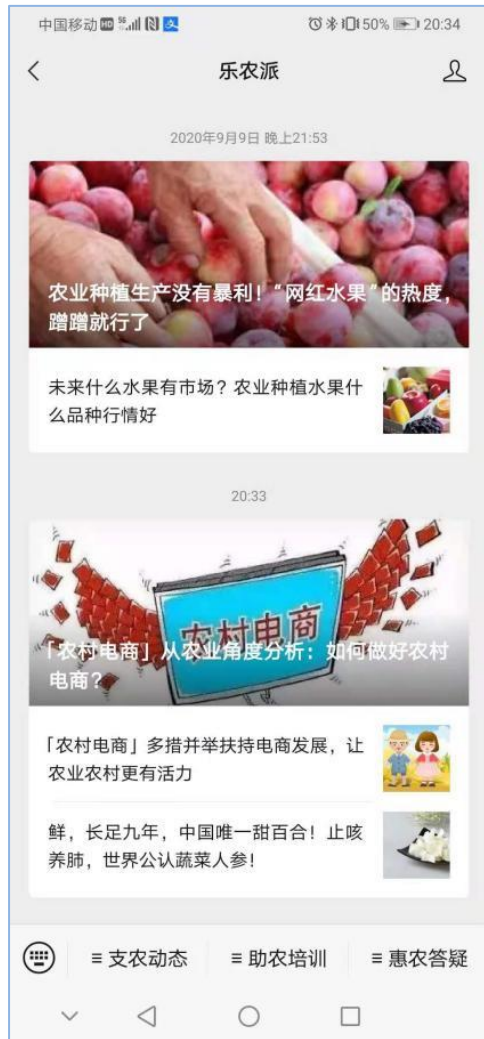 中国移动 HD 5G 50% 20:34
乐农派
2020年9月9日 晚上21:53
农业种植生产没有暴利！“网红水果”的热度，
蹭蹭就行了
未来什么水果有市场？农业种植水果什
么品种行情好
20:33
农村电商
「农村电商」从农业角度分析：如何做好农村
电商？
「农村电商」多措并举扶持电商发展，让
农业农村更有活力
鲜，长足九年，中国唯一甜百合！止咳
养肺，世界公认蔬菜人参！
支农动态
助农培训
惠农答疑